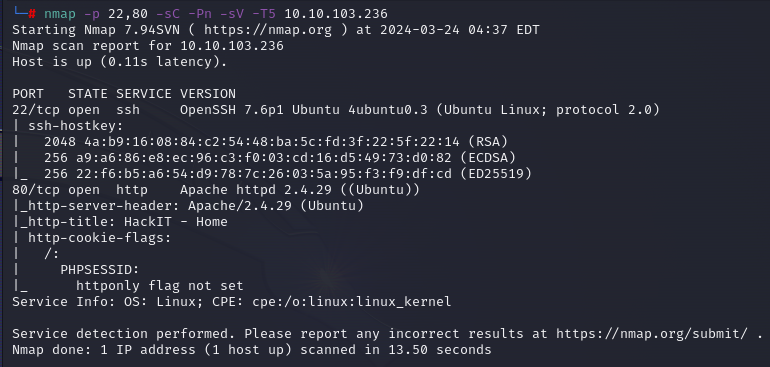 └─# nmap -p 22,80 -sC -Pn -sV -T5 10.10.103.236
Starting Nmap 7.94SVN ( https://nmap.org ) at 2024-03-24 04:37 EDT
Nmap scan report for 10.10.103.236
Host is up (0.11s latency).

PORT   STATE SERVICE VERSION
22/tcp open  ssh     OpenSSH 7.6p1 Ubuntu 4ubuntu0.3 (Ubuntu Linux; protocol 2.0)
| ssh-hostkey:
|   2048 4a:b9:16:08:84:c2:54:48:ba:5c:fd:3f:22:5f:22:14 (RSA)
|   256 a9:a6:86:e8:ec:96:c3:f0:03:cd:16:d5:49:73:d0:82 (ECDSA)
|_  256 22:f6:b5:a6:54:d9:78:7c:26:03:5a:95:f3:f9:df:cd (ED25519)
80/tcp open  http    Apache httpd 2.4.29 ((Ubuntu))
|_http-server-header: Apache/2.4.29 (Ubuntu)
|_http-title: HackIT - Home
| http-cookie-flags:
|   /:
|     PHPSESSID:
|_      httponly flag not set
Service Info: OS: Linux; CPE: cpe:/o:linux:linux_kernel

Service detection performed. Please report any incorrect results at https://nmap.org/submit/ .
Nmap done: 1 IP address (1 host up) scanned in 13.50 seconds